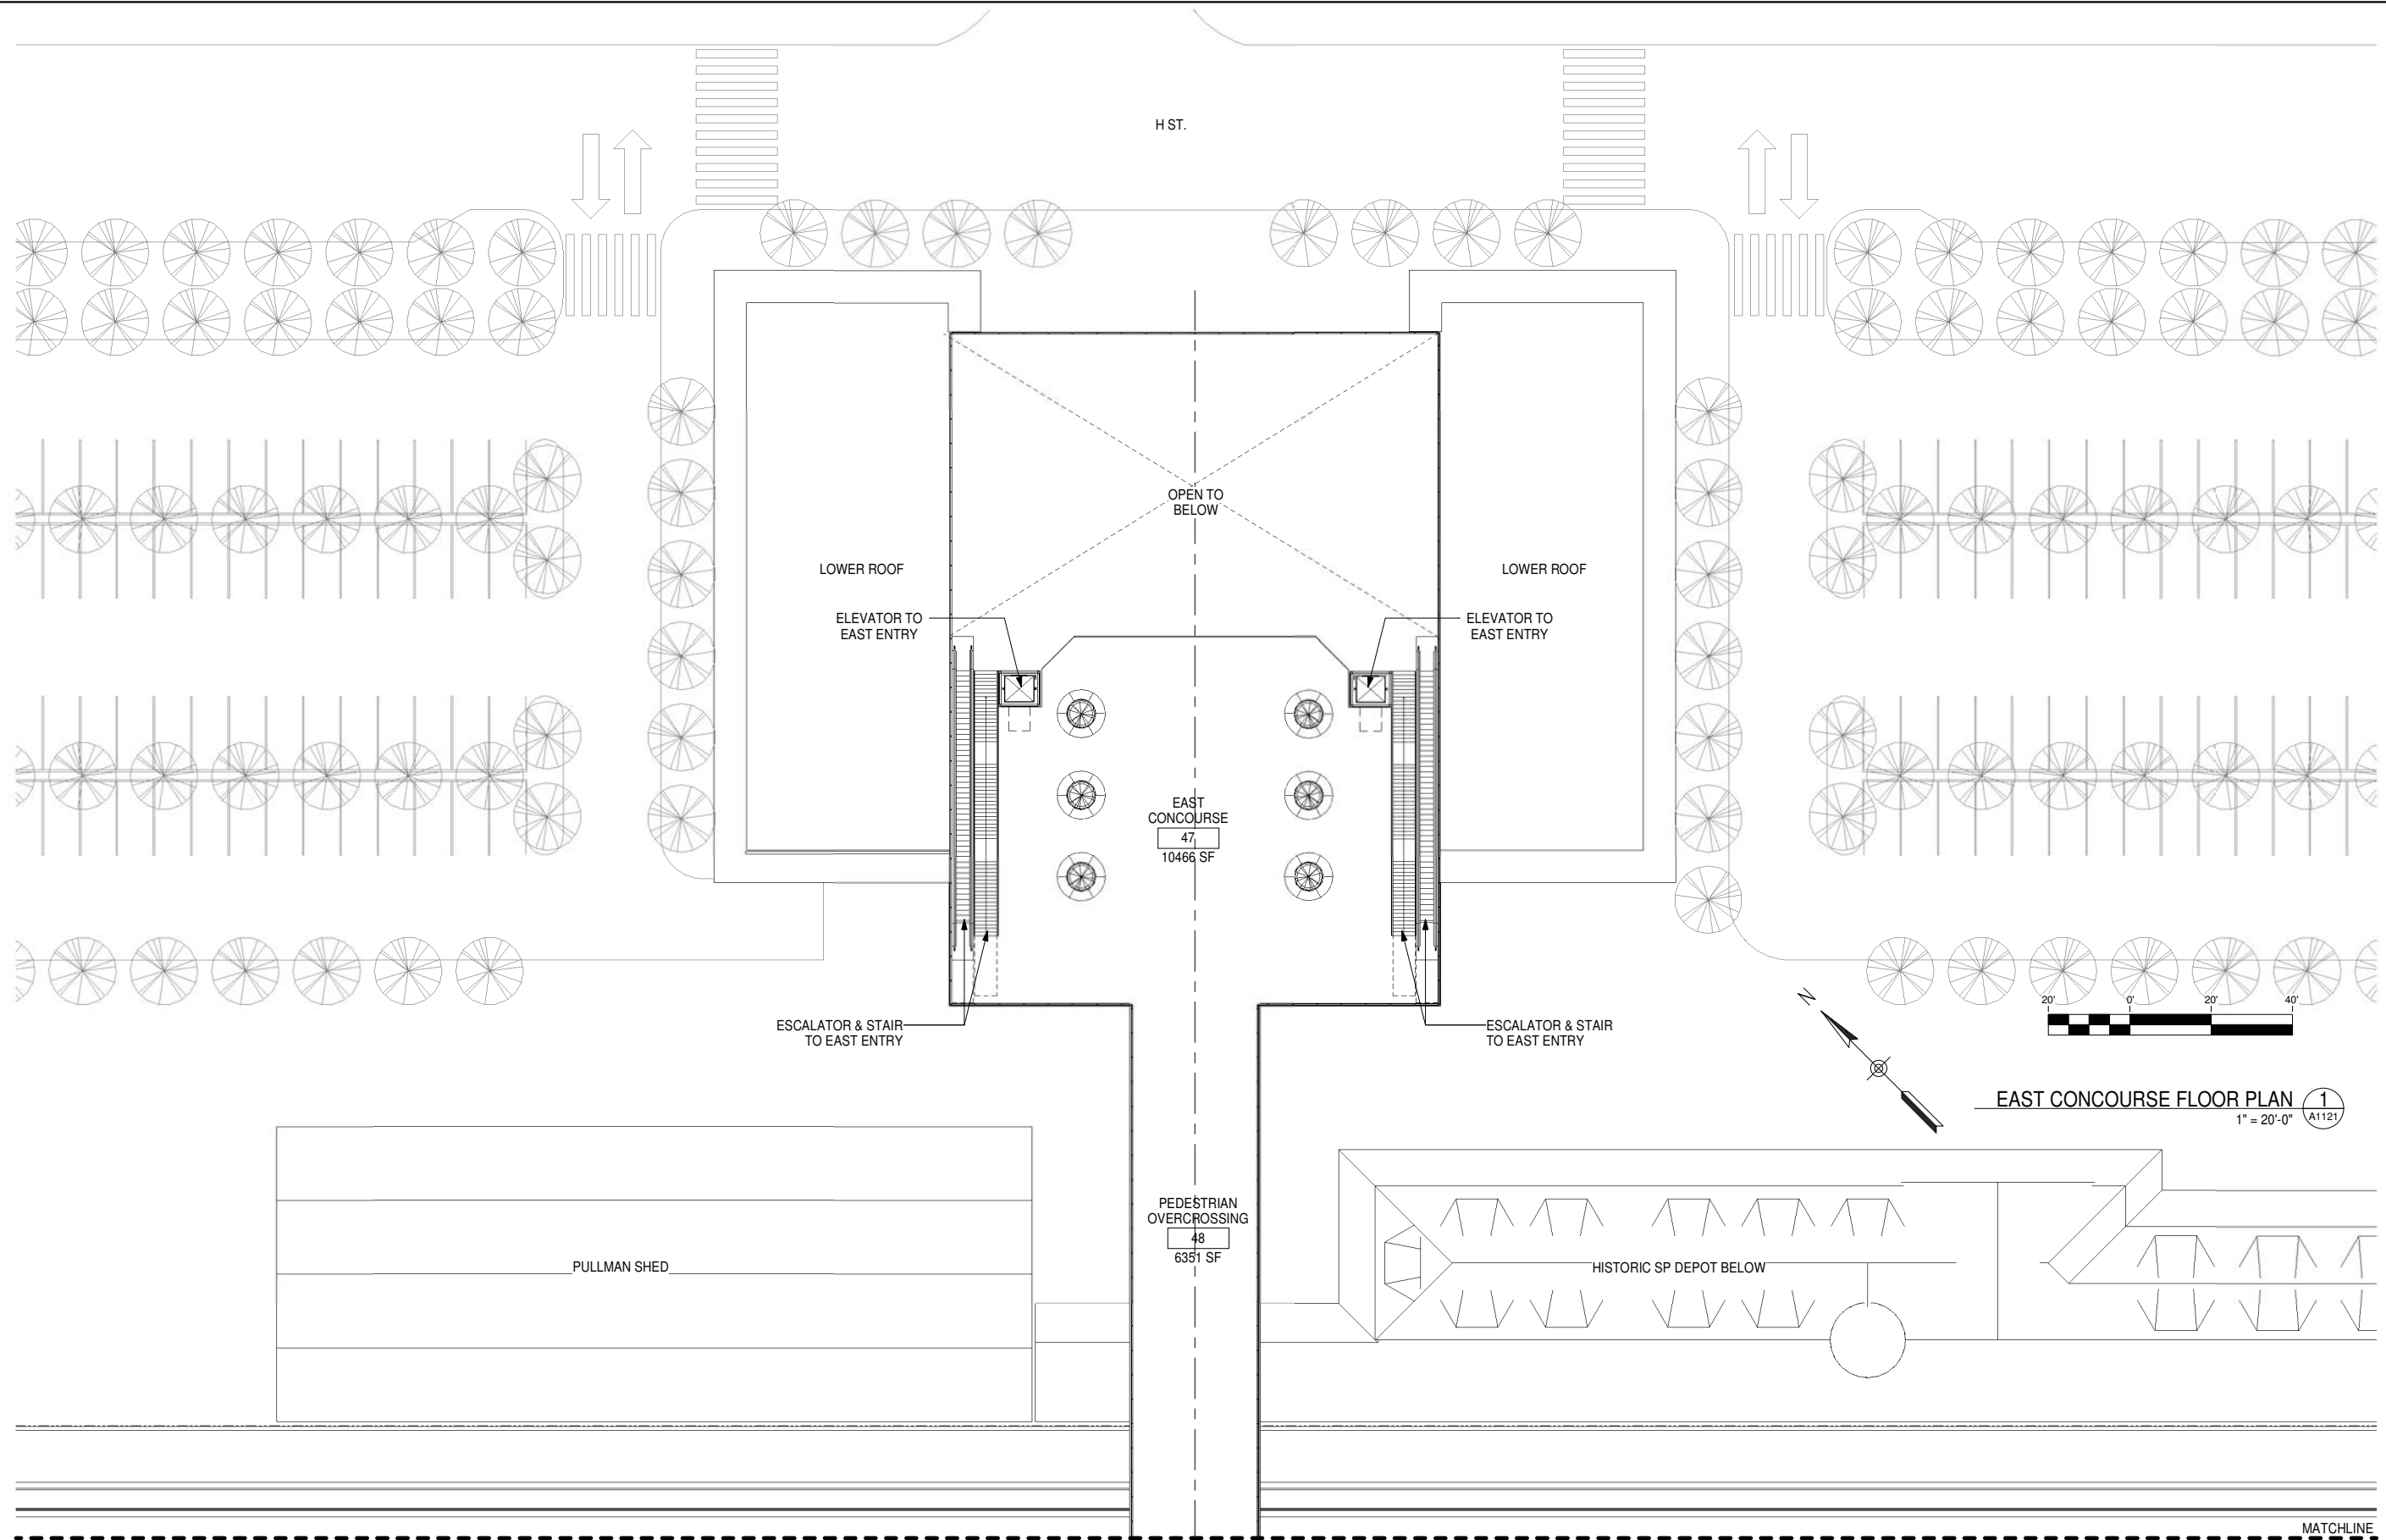 H ST.
OPEN TO
BELOW
LOWER ROOF
LOWER ROOF
ELEVATOR TO
EAST ENTRY
ELEVATOR TO
EAST ENTRY
EAST
CONCOURSE
47
10466 SF
ESCALATOR & STAIR
TO EAST ENTRY
ESCALATOR & STAIR
TO EAST ENTRY
N
20' 0' 20' 40'
EAST CONCOURSE FLOOR PLAN
1" = 20'-0"
1
A1121
PEDESTRIAN
OVERCROSSING
48
6351 SF
PULLMAN SHED
HISTORIC SP DEPOT BELOW
MATCHLINE